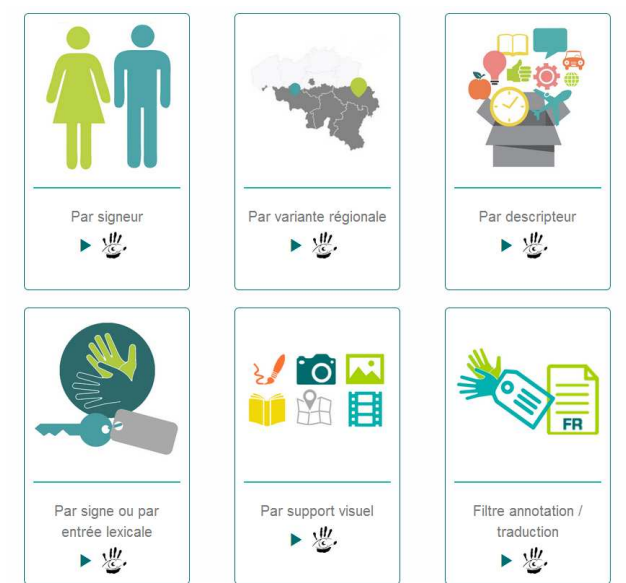 Par signeur
Par variante régionale
Par descripteur
FR
Par signe ou par
entrée lexicale
Par support visuel
Filtre annotation /
traduction